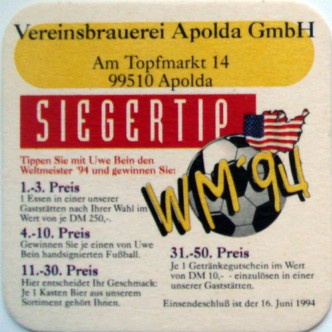 Vereinsbrauerei Apolda GmbH
Am Topfmarkt 14
99510 Apolda
SIEGERTIP
Tippen Sie mit Uwe Bein den
Weltmeister '94 und gewinnen Sie:
WM'94
1.-3. Preis
1 Essen in einer unserer
Gaststätten nach Ihrer Wahl im
Wert von je DM 250,-.
4.-10. Preis
Gewinnen Sie je einen von Uwe
Bein handsignierten Fußball.
11.-30. Preis
Hier entscheidet Ihr Geschmack:
Je 1 Kasten Bier aus unserem
Sortiment gehört Ihnen.
31.-50. Preis
Je 1 Getränkegutschein im Wert
von DM 10,- - einzulösen in einer
unserer Gaststätten.
Einsendeschluß ist der 16. Juni 1994